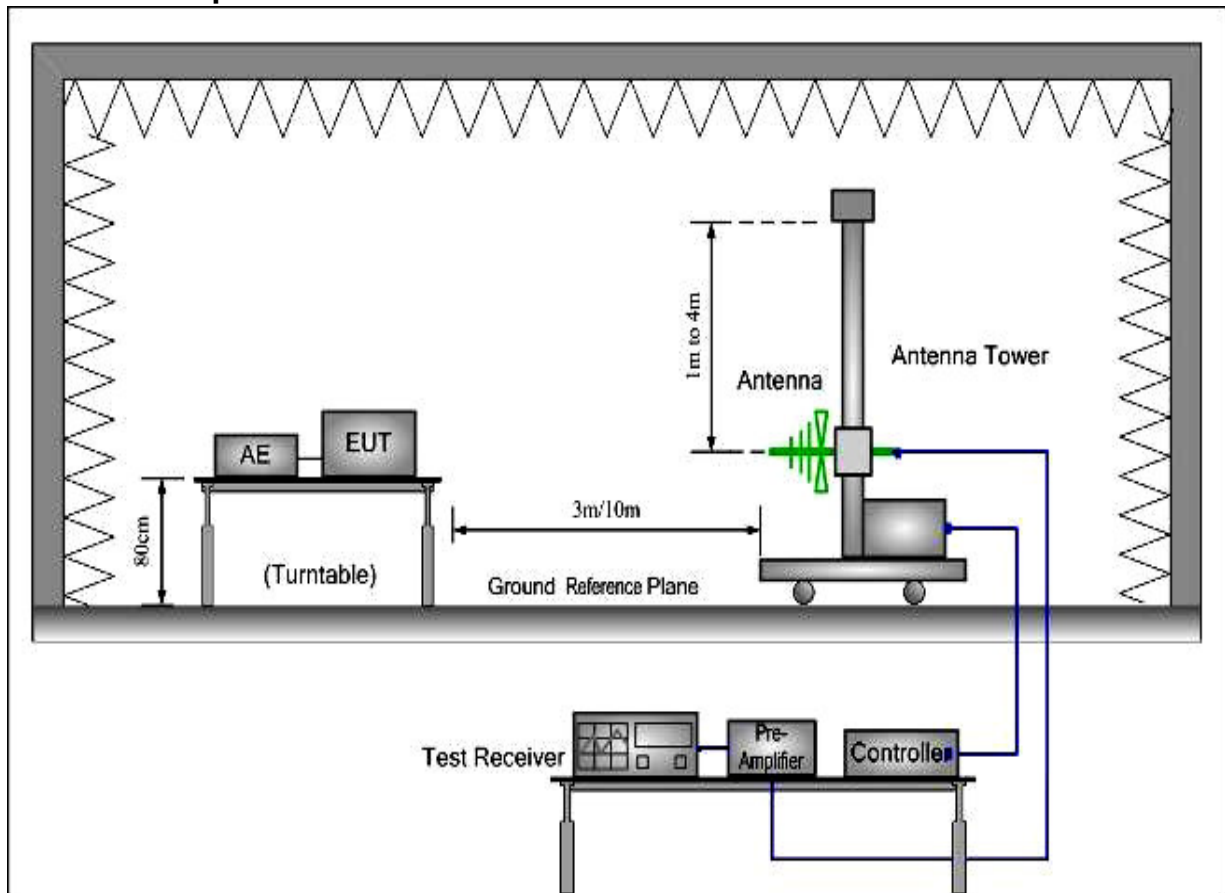 1m to 4m
Antenna Tower
Antenna
AE
EUT
3m/10m
80cm
(Turntable)
Ground Reference Plane
Test Receiver
Pre-
Amplifier
Controller